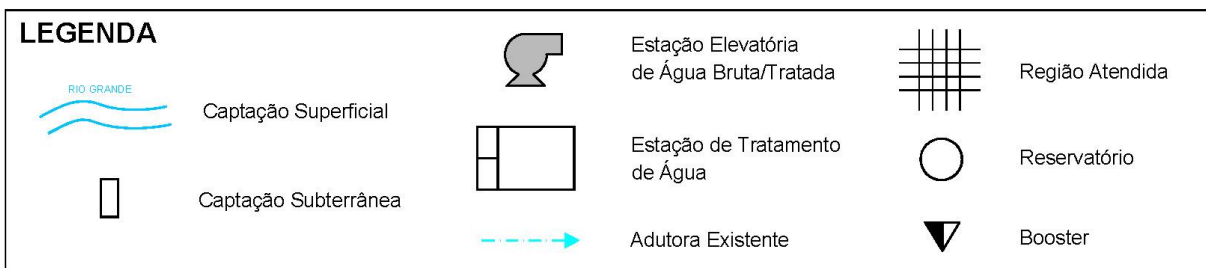 LEGENDA
RIO GRANDE
Captação Superficial
Captação Subterrânea
Estação Elevatória
de Água Bruta/Tratada
Estação de Tratamento
de Água
Adutora Existente
Região Atendida
Reservatório
Booster